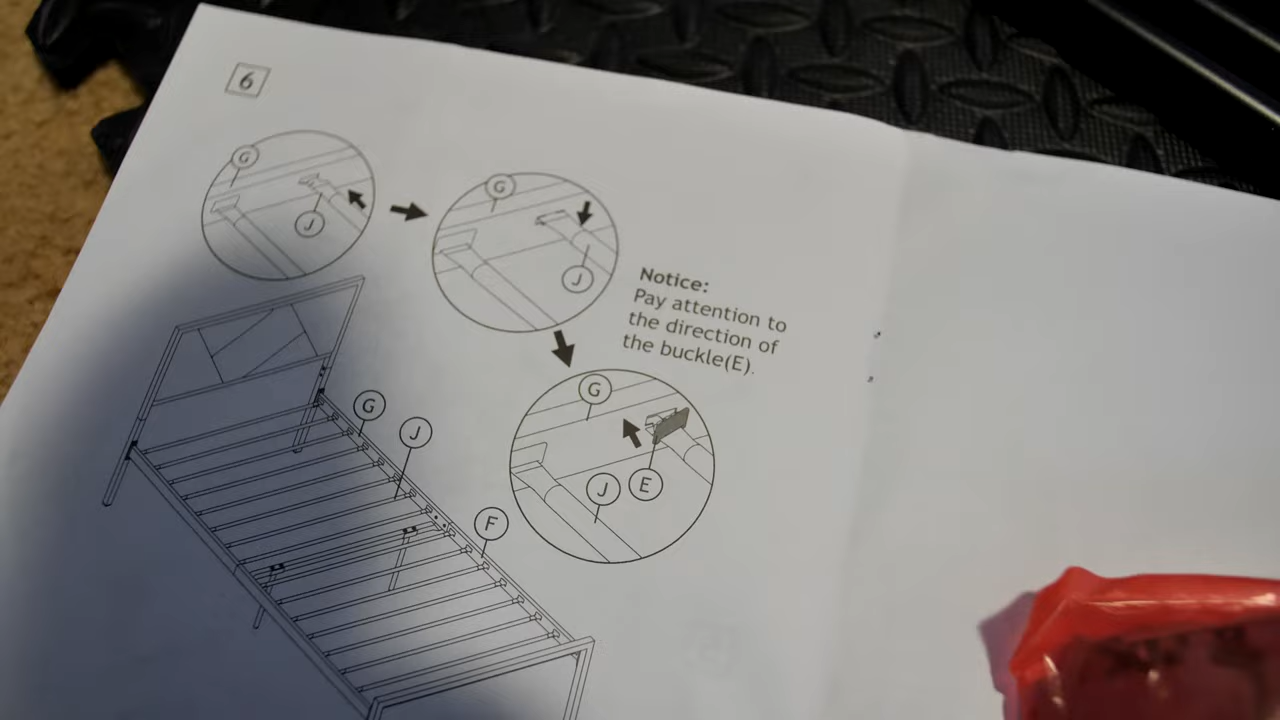 6
G
J
G
J
Notice:
Pay attention to
the direction of
the buckle(E).
G
J
E
G
J
F